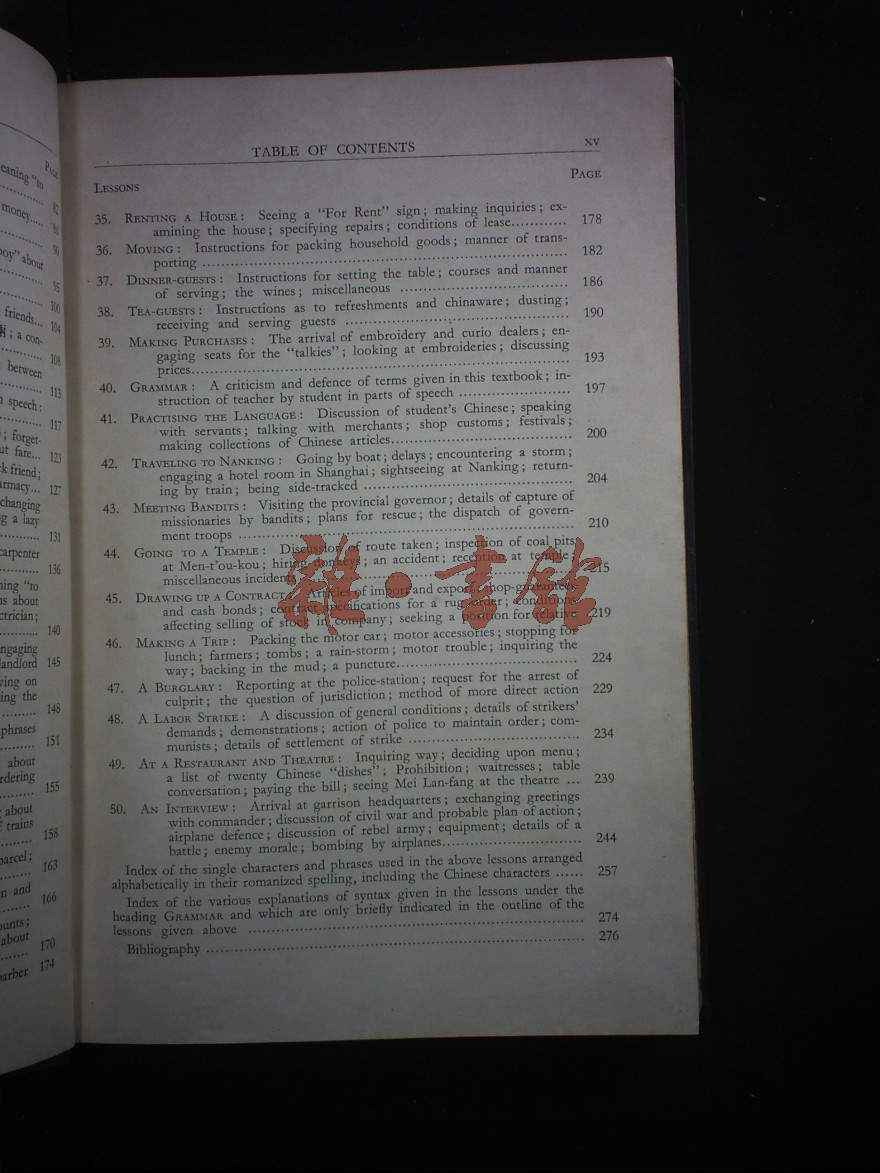 TABLE OF CONTENTS xv
LESSONS PAGE
35. RENTING A HOUSE: Seeing a "For Rent" sign; making inquiries; ex-
amining the house; specifying repairs; conditions of lease............ 178
36. MOVING: Instructions for packing household goods; manner of trans-
porting ............ 182
37. DINNER-GUESTS: Instructions for setting the table; courses and manner
of serving; the wines; miscellaneous ............ 186
38. TEA-GUESTS: Instructions as to refreshments and chinaware; dusting;
receiving and serving guests ............ 190
39. MAKING PURCHASES: The arrival of embroidery and curio dealers; en-
gaging seats for the "talkies"; looking at embroideries; discussing
prices............ 193
40. GRAMMAR: A criticism and defence of terms given in this textbook; in-
struction of teacher by student in parts of speech ............ 197
41. PRACTISING THE LANGUAGE: Discussion of student's Chinese; speaking
with servants; talking with merchants; shop customs; festivals;
making collections of Chinese articles............ 200
42. TRAVELING TO NANKING: Going by boat; delays; encountering a storm;
engaging a hotel room in Shanghai; sightseeing at Nanking; return-
ing by train; being side-tracked ............ 204
43. MEETING BANDITS: Visiting the provincial governor; details of capture of
missionaries by bandits; plans for rescue; the dispatch of govern-
ment troops ............ 210
44. GOING TO A TEMPLE: Discussion of route taken; inspection of coal pits
at Men-t'ou-kou; hiring donkeys; an accident; reception at temple;
miscellaneous incidents ............ 215
45. DRAWING UP A CONTRACT: Articles of import and export; shop-guarantees
and cash bonds; contract specifications for a rug order; conditions
affecting selling of stock in company; seeking a position for relative 219
46. MAKING A TRIP: Packing the motor car; motor accessories; stopping for
lunch; farmers; tombs; a rain-storm; motor trouble; inquiring the
way; backing in the mud; a puncture............ 224
47. A BURGLARY: Reporting at the police-station; request for the arrest of
culprit; the question of jurisdiction; method of more direct action 229
48. A LABOR STRIKE: A discussion of general conditions; details of strikers'
demands; demonstrations; action of police to maintain order; com-
munists; details of settlement of strike ............ 234
49. AT A RESTAURANT AND THEATRE: Inquiring way; deciding upon menu;
a list of twenty Chinese "dishes"; Prohibition; waitresses; table
conversation; paying the bill; seeing Mei Lan-fang at the theatre ... 239
50. AN INTERVIEW: Arrival at garrison headquarters; exchanging greetings
with commander; discussion of civil war and probable plan of action;
airplane defence; discussion of rebel army; equipment; details of a
battle; enemy morale; bombing by airplanes............ 244
Index of the single characters and phrases used in the above lessons arranged
alphabetically in their romanized spelling, including the Chinese characters ...... 257
Index of the various explanations of syntax given in the lessons under the
heading GRAMMAR and which are only briefly indicated in the outline of the
lessons given above ............ 274
Bibliography ............ 276